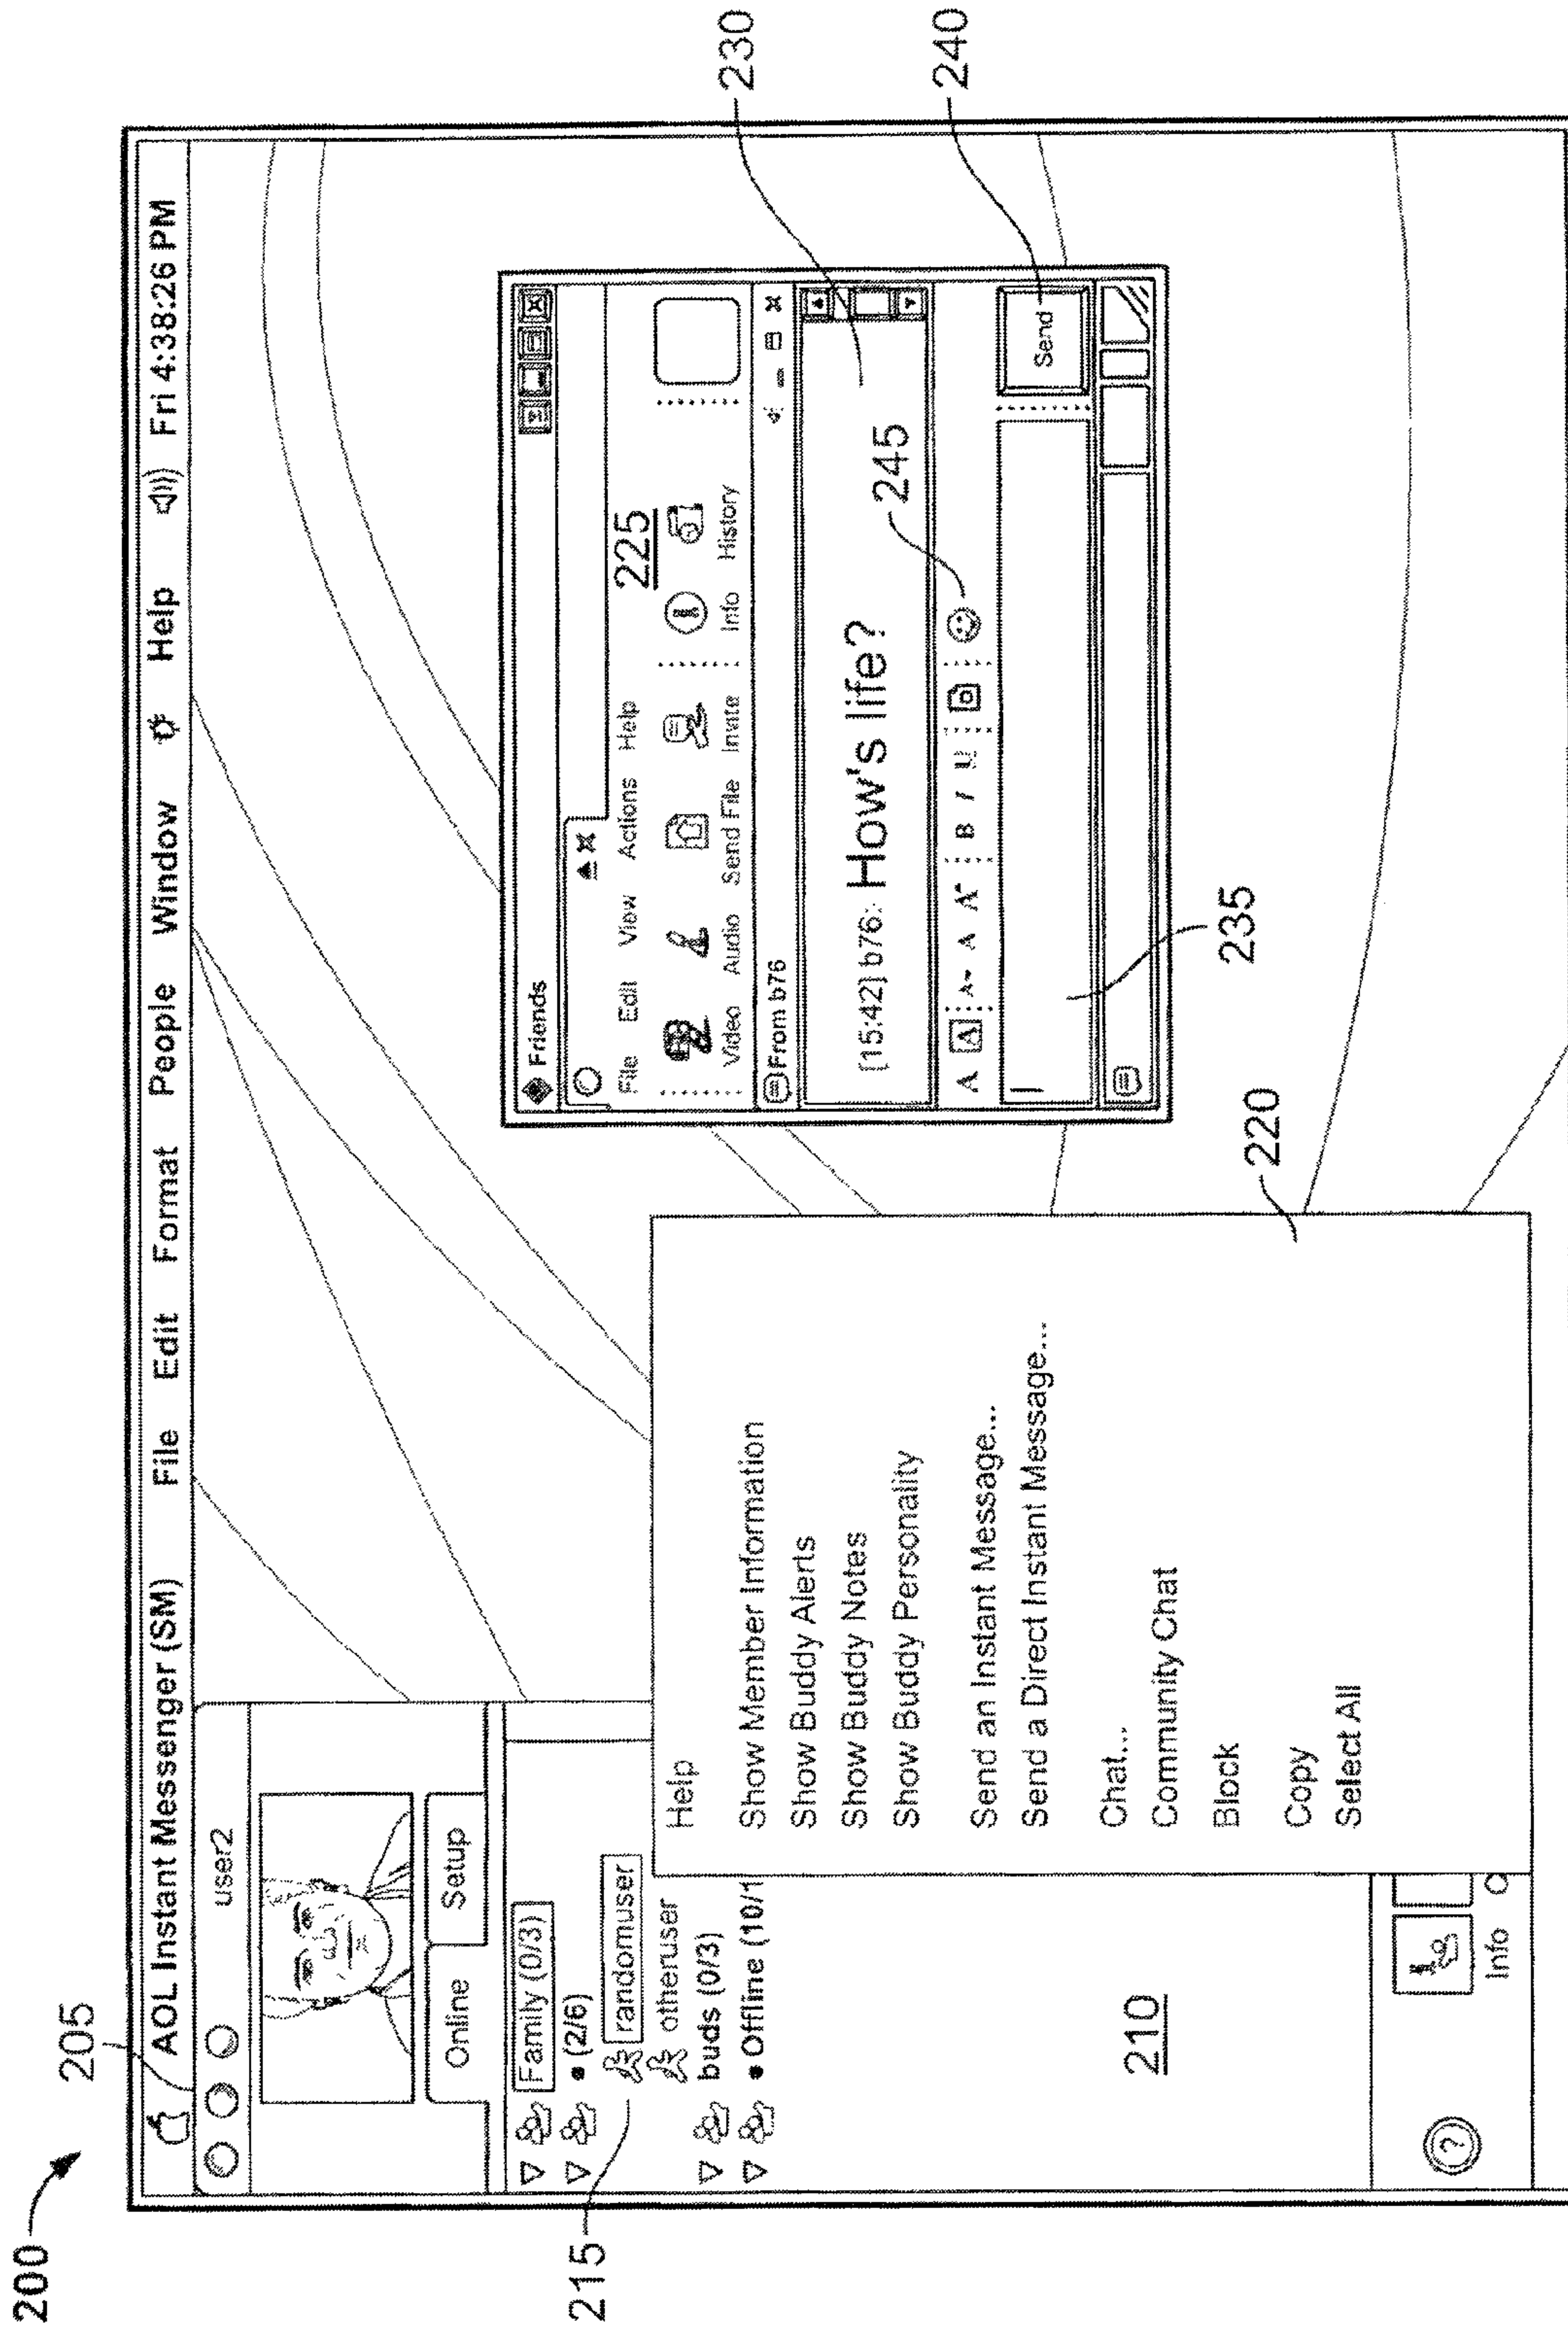 200
205
AOL Instant Messenger (SM) File Edit Format People Window Help Fri 4:38:26 PM
user2
Online Setup
Family (0/3)
(2/6)
215
randomuser
otheruser
buds (0/3)
Offline (10/1
210
Info
Help
Show Member Information
Show Buddy Alerts
Show Buddy Notes
Show Buddy Personality
Send an Instant Message...
Send a Direct Instant Message...
Chat...
Community Chat
Block
Copy
Select All
220
Friends
File Edit View Actions Help
225
Video Audio Send File Invite Info History
From b76
230
[15:42] b76: How's life?
245
A A A A A B I U
Send
240
235